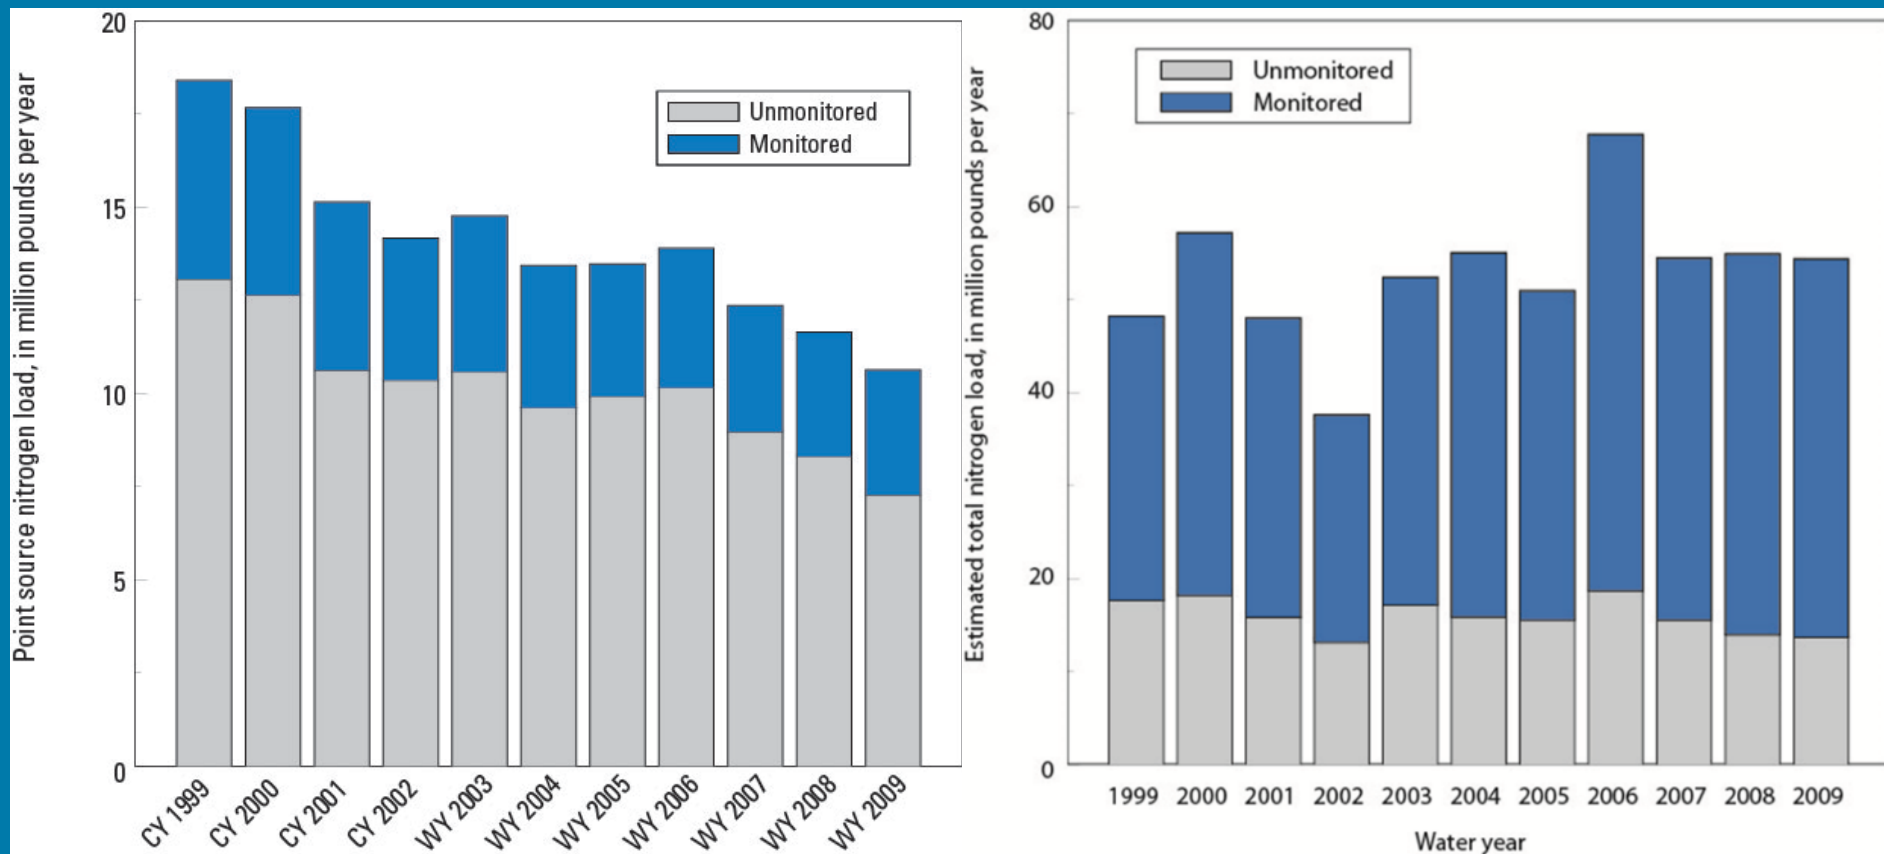 Point source nitrogen load, in million pounds per year
20
15
10
5
0
Unmonitored
Monitored
CY 1999
CY 2000
CY 2001
CY 2002
WY 2003
WY 2004
WY 2005
WY 2006
WY 2007
WY 2008
WY 2009
Estimated total nitrogen load, in million pounds per year
80
60
40
20
0
Unmonitored
Monitored
1999 2000 2001 2002 2003 2004 2005 2006 2007 2008 2009
Water year